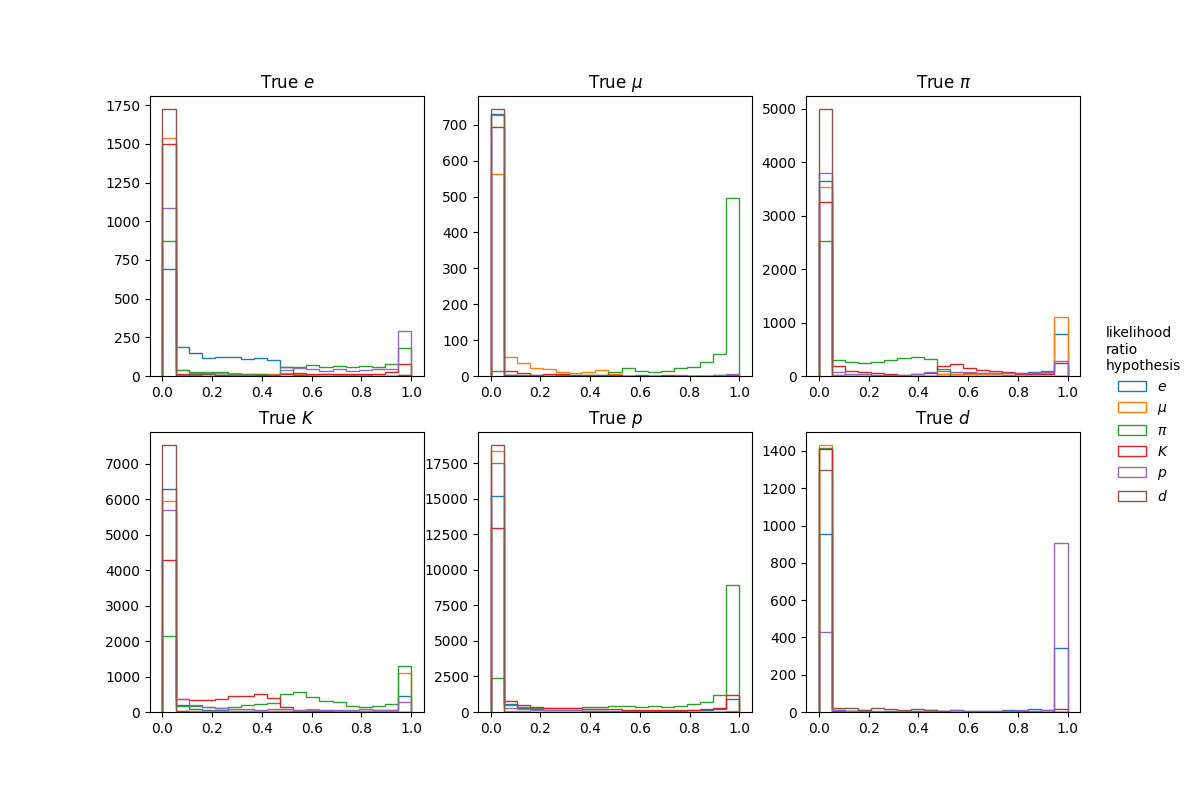 True e
True μ
True π
1750
1500
1250
1000
750
500
250
0
0.0 0.2 0.4 0.6 0.8 1.0
700
600
500
400
300
200
100
0
0.0 0.2 0.4 0.6 0.8 1.0
5000
4000
3000
2000
1000
0
0.0 0.2 0.4 0.6 0.8 1.0
True K
True p
True d
7000
6000
5000
4000
3000
2000
1000
0
0.0 0.2 0.4 0.6 0.8 1.0
17500
15000
12500
10000
7500
5000
2500
0
0.0 0.2 0.4 0.6 0.8 1.0
1400
1200
1000
800
600
400
200
0
0.0 0.2 0.4 0.6 0.8 1.0
likelihood
ratio
hypothesis
e
μ
π
K
p
d